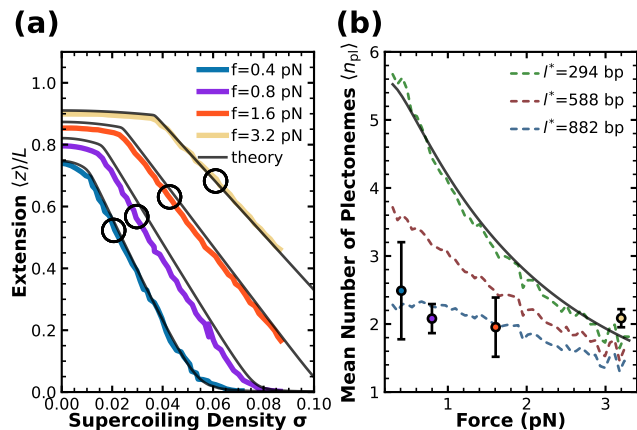 (a)
Extension ⟨z⟩/L
1.0
0.8
0.6
0.4
0.2
0.0
0.00 0.02 0.04 0.06 0.08 0.10
Supercoiling Density σ
f=0.4 pN
f=0.8 pN
f=1.6 pN
f=3.2 pN
theory
(b)
Mean Number of Plectonemes ⟨n_pl⟩
6
5
4
3
2
1
1 2 3
Force (pN)
l*=294 bp
l*=588 bp
l*=882 bp